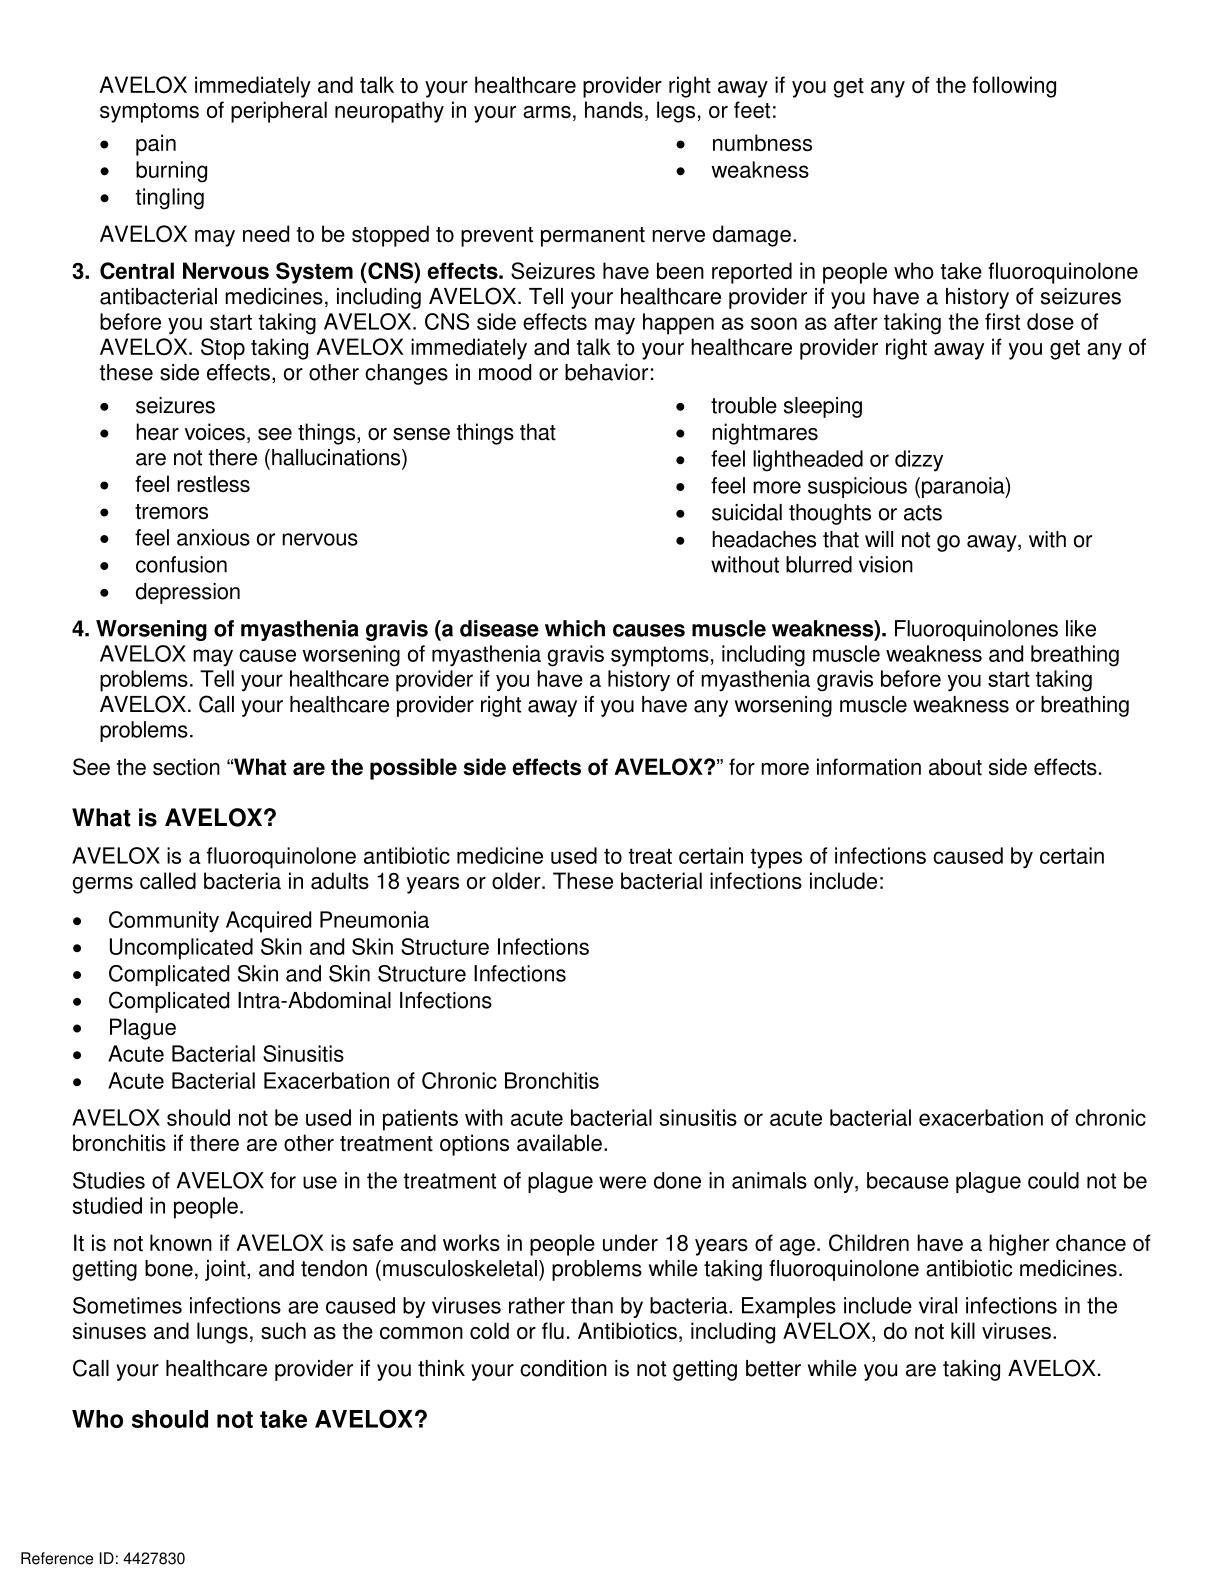 AVELOX immediately and talk to your healthcare provider right away if you get any of the following
symptoms of peripheral neuropathy in your arms, hands, legs, or feet:
• pain
• burning
• tingling
• numbness
• weakness
AVELOX may need to be stopped to prevent permanent nerve damage.
3. Central Nervous System (CNS) effects. Seizures have been reported in people who take fluoroquinolone
antibacterial medicines, including AVELOX. Tell your healthcare provider if you have a history of seizures
before you start taking AVELOX. CNS side effects may happen as soon as after taking the first dose of
AVELOX. Stop taking AVELOX immediately and talk to your healthcare provider right away if you get any of
these side effects, or other changes in mood or behavior:
• seizures
• hear voices, see things, or sense things that
are not there (hallucinations)
• feel restless
• tremors
• feel anxious or nervous
• confusion
• depression
• trouble sleeping
• nightmares
• feel lightheaded or dizzy
• feel more suspicious (paranoia)
• suicidal thoughts or acts
• headaches that will not go away, with or
without blurred vision
4. Worsening of myasthenia gravis (a disease which causes muscle weakness). Fluoroquinolones like
AVELOX may cause worsening of myasthenia gravis symptoms, including muscle weakness and breathing
problems. Tell your healthcare provider if you have a history of myasthenia gravis before you start taking
AVELOX. Call your healthcare provider right away if you have any worsening muscle weakness or breathing
problems.
See the section “What are the possible side effects of AVELOX?” for more information about side effects.
What is AVELOX?
AVELOX is a fluoroquinolone antibiotic medicine used to treat certain types of infections caused by certain
germs called bacteria in adults 18 years or older. These bacterial infections include:
• Community Acquired Pneumonia
• Uncomplicated Skin and Skin Structure Infections
• Complicated Skin and Skin Structure Infections
• Complicated Intra-Abdominal Infections
• Plague
• Acute Bacterial Sinusitis
• Acute Bacterial Exacerbation of Chronic Bronchitis
AVELOX should not be used in patients with acute bacterial sinusitis or acute bacterial exacerbation of chronic
bronchitis if there are other treatment options available.
Studies of AVELOX for use in the treatment of plague were done in animals only, because plague could not be
studied in people.
It is not known if AVELOX is safe and works in people under 18 years of age. Children have a higher chance of
getting bone, joint, and tendon (musculoskeletal) problems while taking fluoroquinolone antibiotic medicines.
Sometimes infections are caused by viruses rather than by bacteria. Examples include viral infections in the
sinuses and lungs, such as the common cold or flu. Antibiotics, including AVELOX, do not kill viruses.
Call your healthcare provider if you think your condition is not getting better while you are taking AVELOX.
Who should not take AVELOX?
Reference ID: 4427830